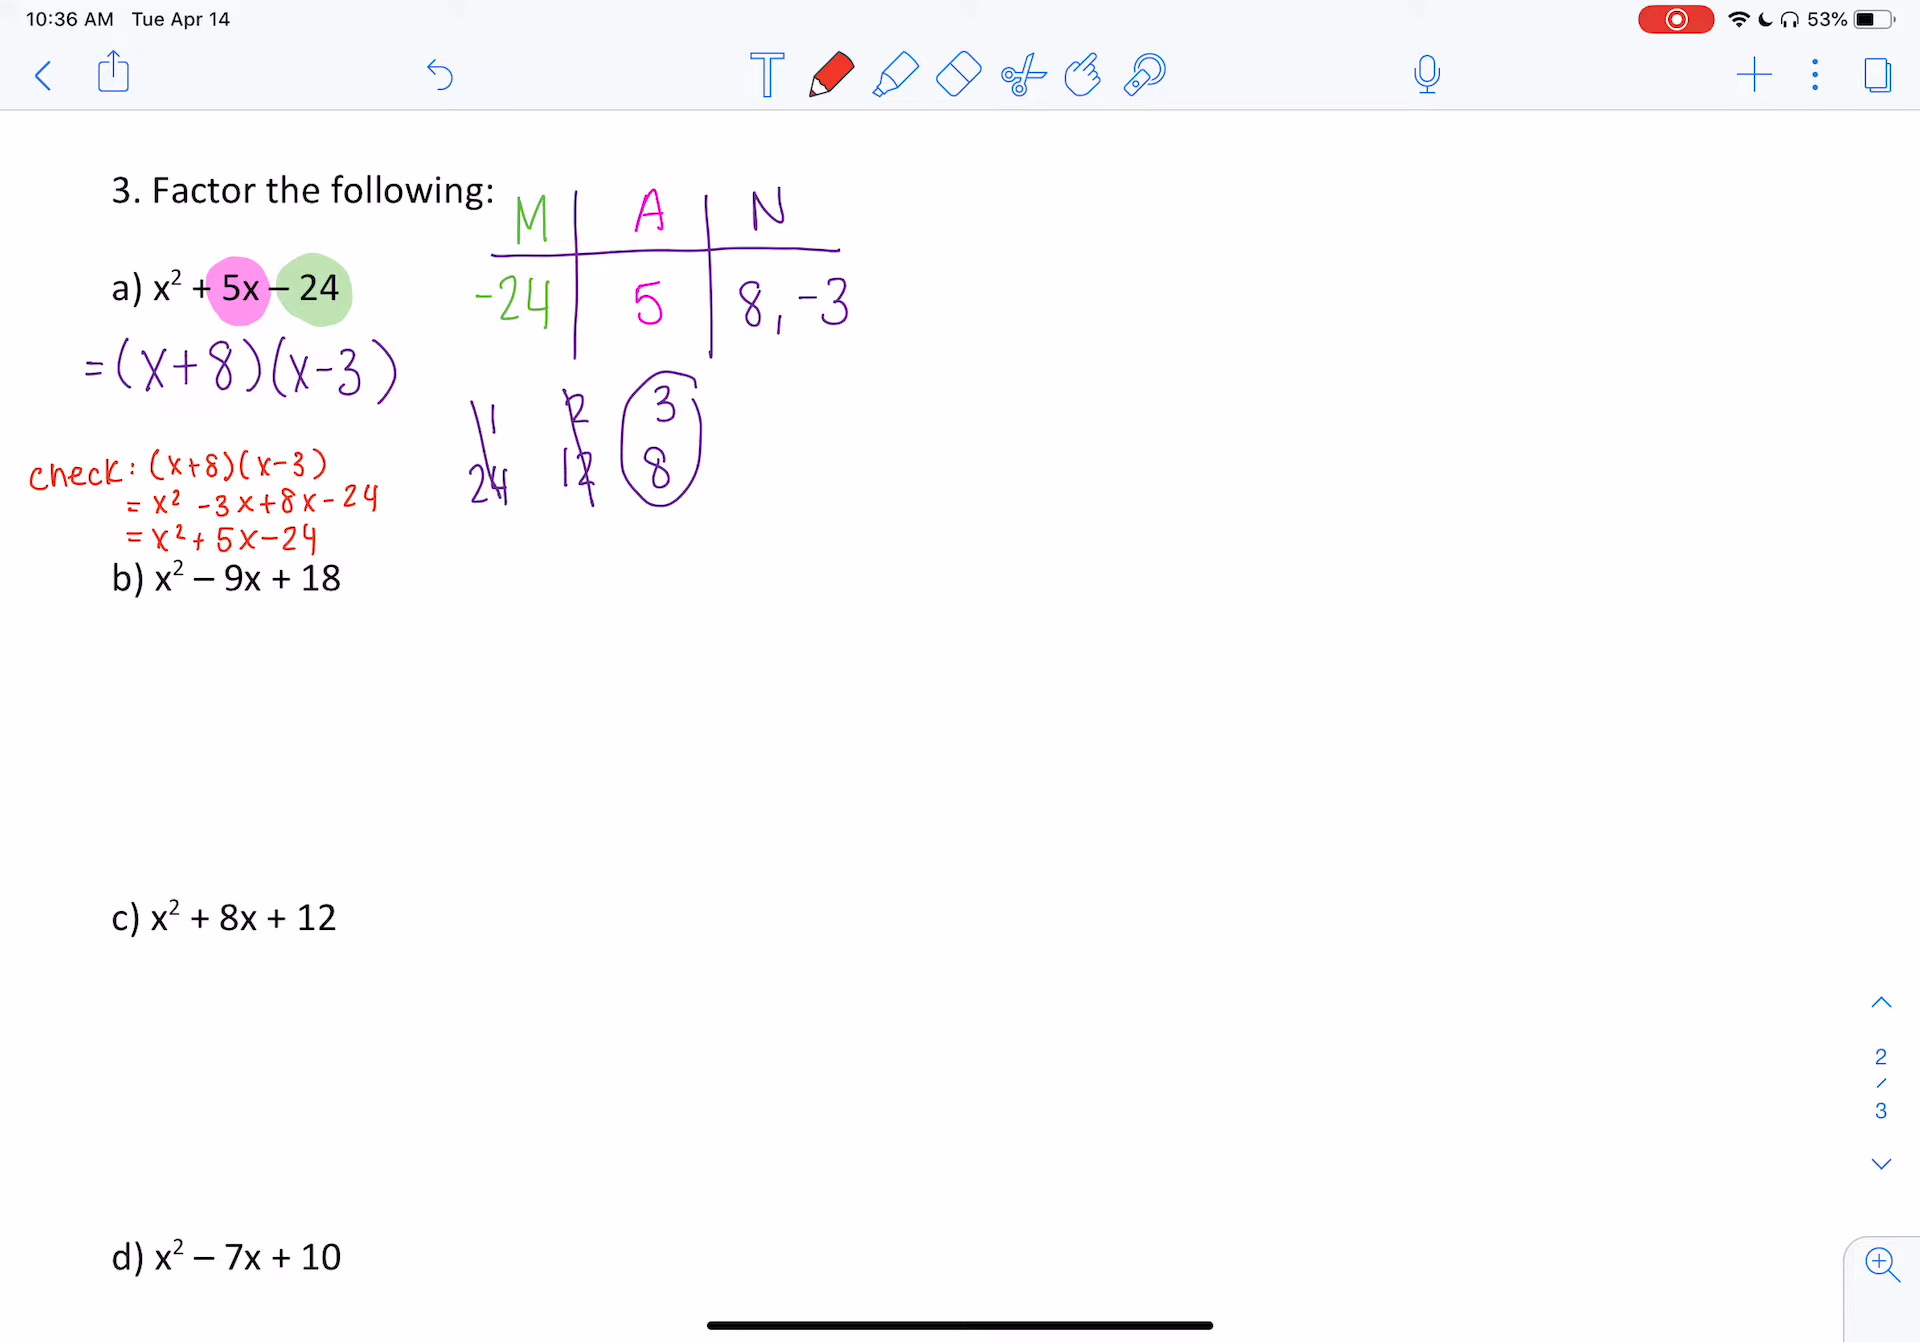 10:36 AM Tue Apr 14
53%
T
3. Factor the following:
M A N
a) x² + 5x – 24
-24 5 8, -3
= (x+8)(x-3)
1 2 3
24 12 8
check: (x+8)(x-3)
= x² -3x+8x-24
= x²+5x-24
b) x² – 9x + 18
c) x² + 8x + 12
2
/
3
d) x² – 7x + 10